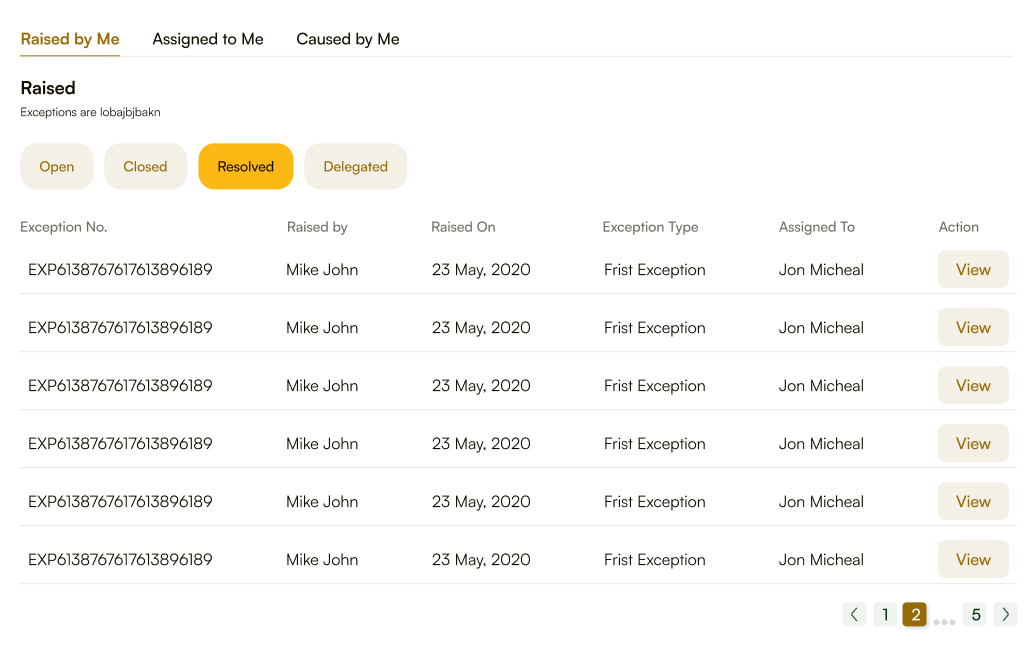 Raised by Me Assigned to Me Caused by Me
Raised
Exceptions are lobajbjbakn
Open Closed Resolved Delegated
Exception No. Raised by Raised On Exception Type Assigned To Action
EXP6138767617613896189 Mike John 23 May, 2020 Frist Exception Jon Micheal View
EXP6138767617613896189 Mike John 23 May, 2020 Frist Exception Jon Micheal View
EXP6138767617613896189 Mike John 23 May, 2020 Frist Exception Jon Micheal View
EXP6138767617613896189 Mike John 23 May, 2020 Frist Exception Jon Micheal View
EXP6138767617613896189 Mike John 23 May, 2020 Frist Exception Jon Micheal View
EXP6138767617613896189 Mike John 23 May, 2020 Frist Exception Jon Micheal View
1 2 ... 5